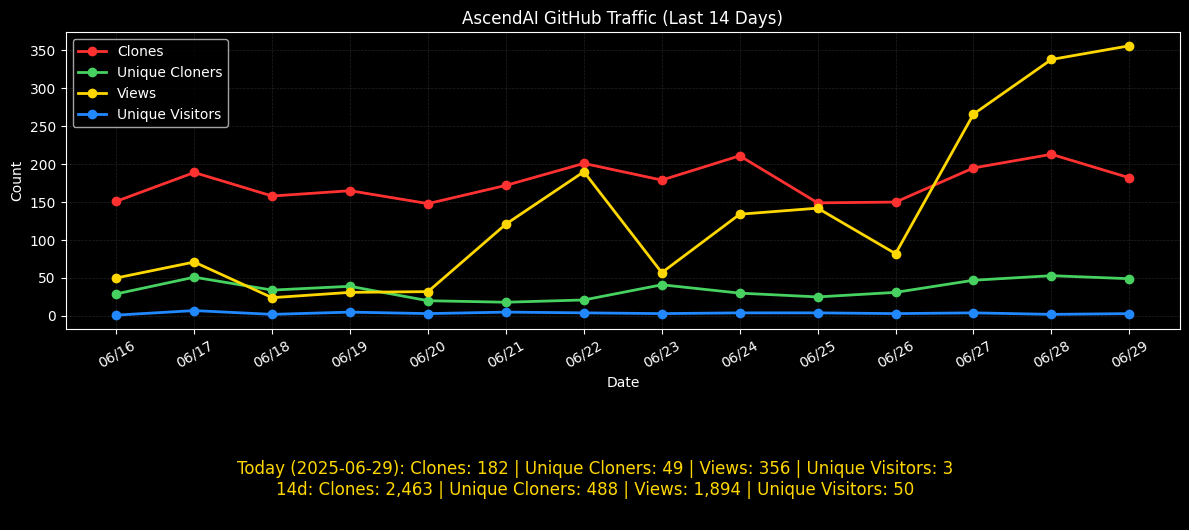 AscendAI GitHub Traffic (Last 14 Days)
Clones
Unique Cloners
Views
Unique Visitors
350
300
250
200
150
100
50
0
Count
06/16 06/17 06/18 06/19 06/20 06/21 06/22 06/23 06/24 06/25 06/26 06/27 06/28 06/29
Date
Today (2025-06-29): Clones: 182 | Unique Cloners: 49 | Views: 356 | Unique Visitors: 3
14d: Clones: 2,463 | Unique Cloners: 488 | Views: 1,894 | Unique Visitors: 50